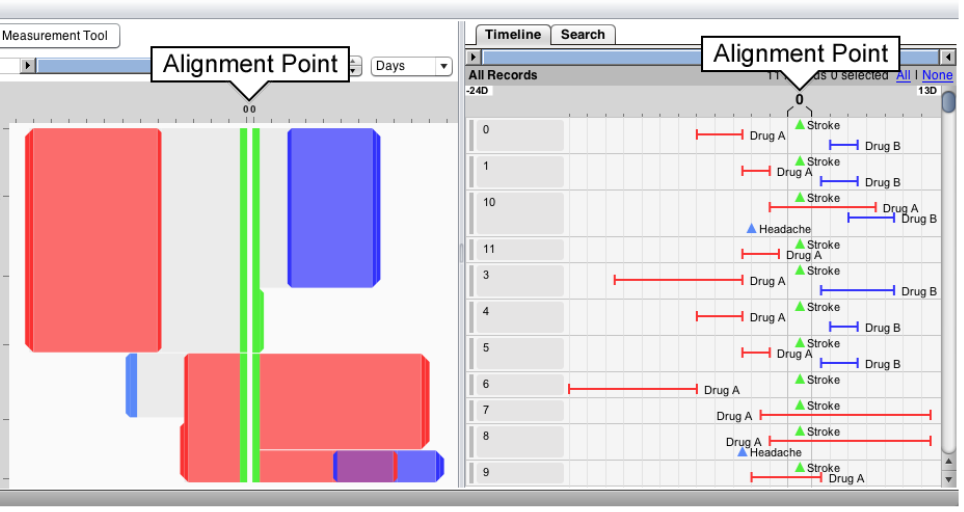 Measurement Tool
Alignment Point
Days
0 0
Timeline Search
Alignment Point
All Records 11 ds 0 selected All | None
-24D 0 13D
0 Stroke
Drug A
Drug B
1 Stroke
Drug A
Drug B
10 Stroke
Drug A
Drug B
Headache
11 Stroke
Drug A
3 Stroke
Drug A
Drug B
4 Stroke
Drug A
Drug B
5 Stroke
Drug A
Drug B
6 Stroke
Drug A
7 Stroke
Drug A
8 Stroke
Drug A
Headache
9 Stroke
Drug A